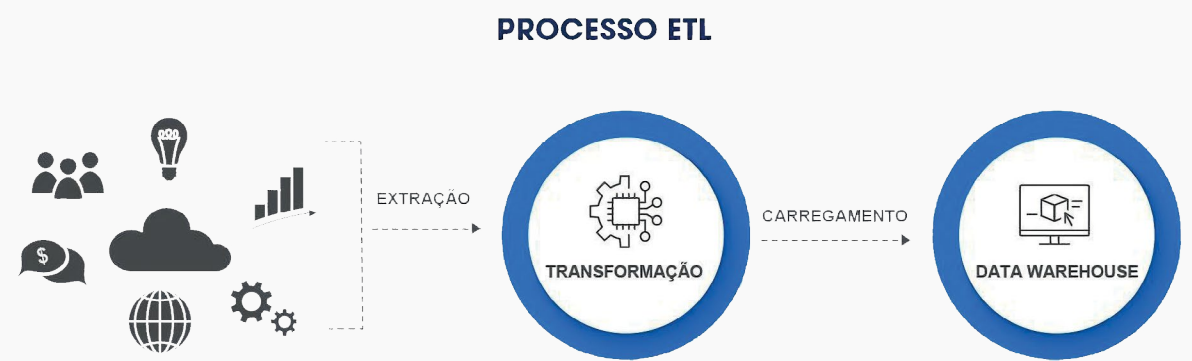 PROCESSO ETL
$
EXTRAÇÃO
TRANSFORMAÇÃO
CARREGAMENTO
DATA WAREHOUSE